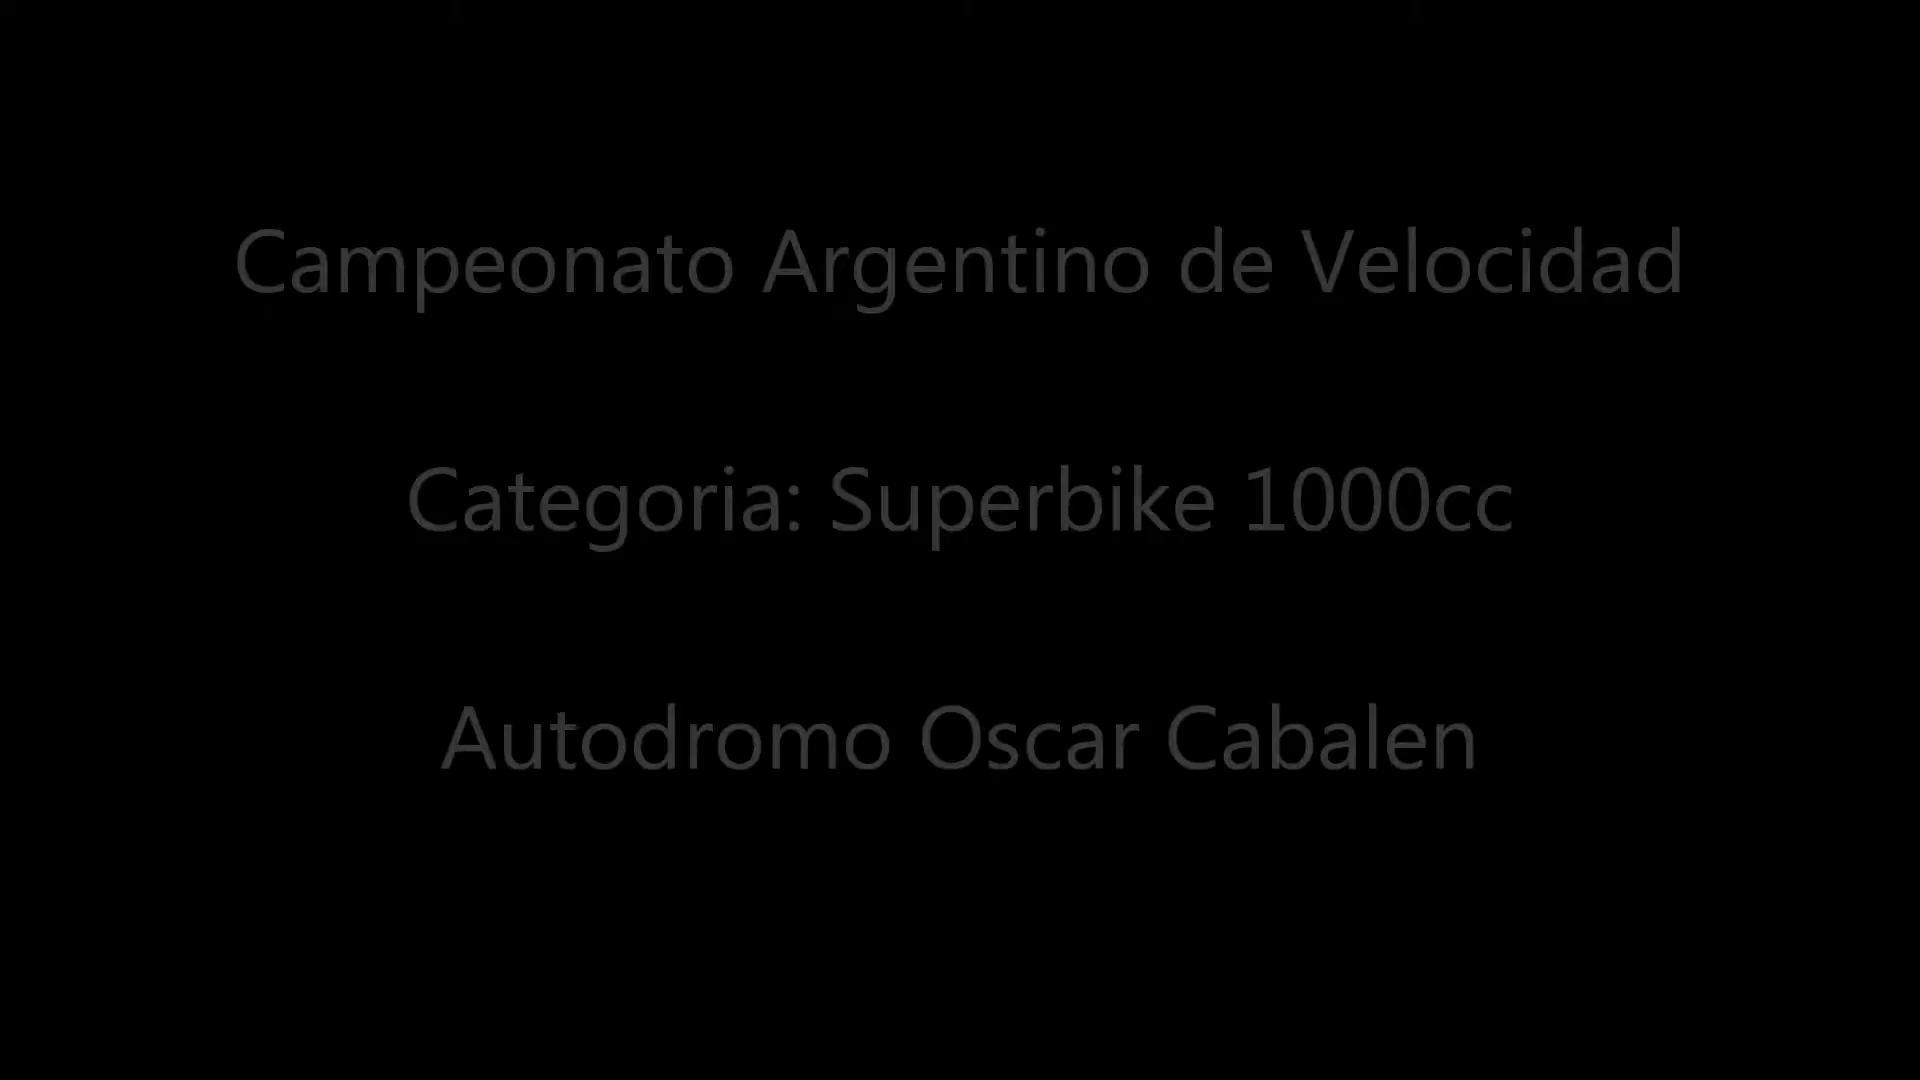 Campeonato Argentino de Velocidad
Categoria: Superbike 1000cc
Autodromo Oscar Cabalen